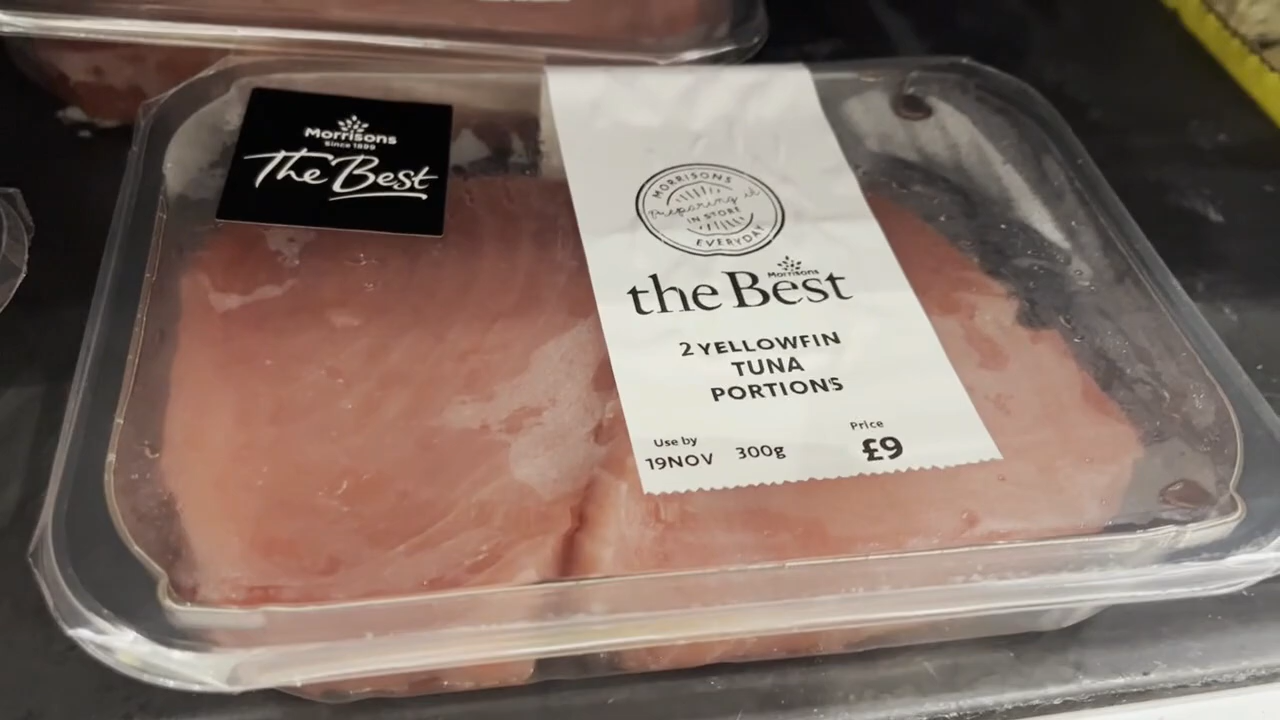 Morrisons
Since 1899
The Best
MORRISONS
Preparing it
IN STORE
EVERYDAY
Morrisons
the Best
2 YELLOWFIN
TUNA
PORTIONS
Use by
19NOV
300g
Price
£9